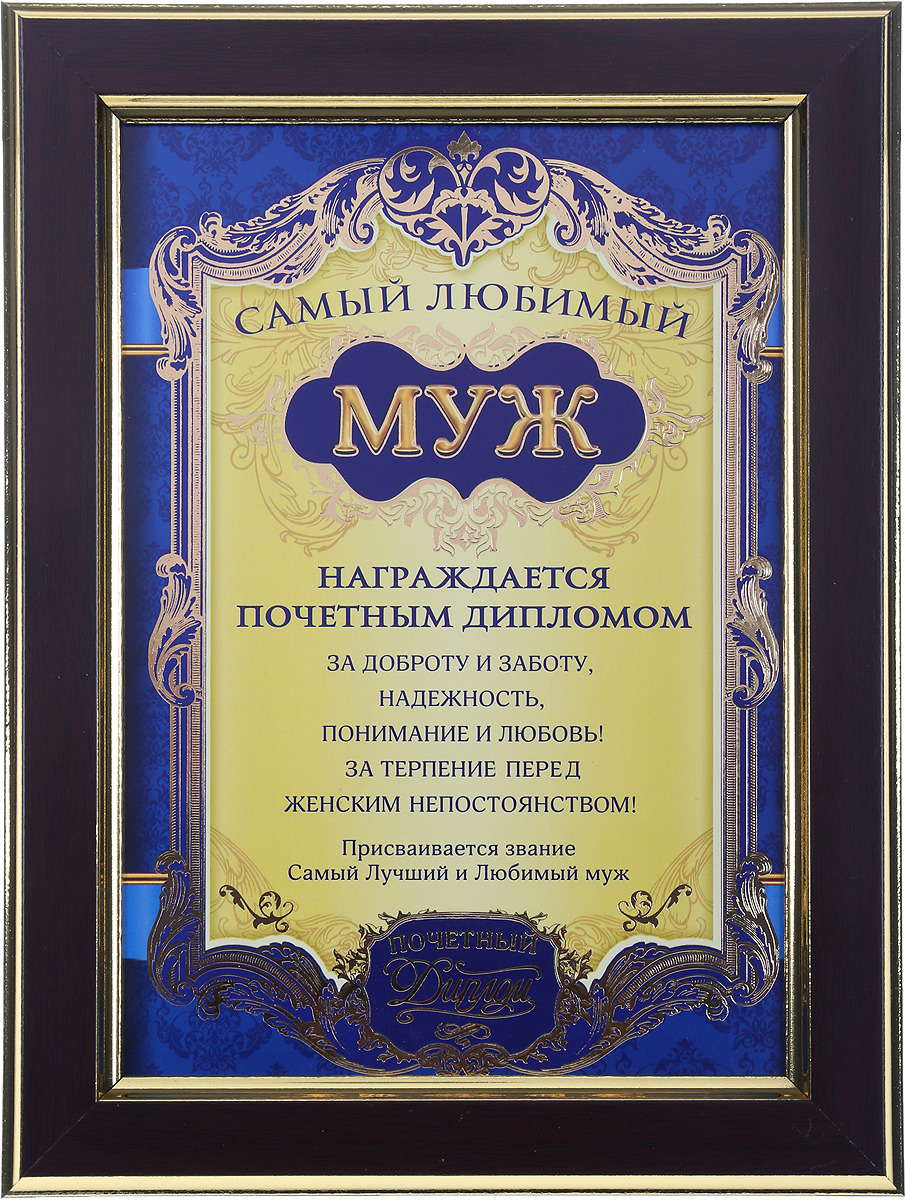 САМЫЙ ЛЮБИМЫЙ
МУЖ
НАГРАЖДАЕТСЯ
ПОЧЕТНЫМ ДИПЛОМОМ
ЗА ДОБРОТУ И ЗАБОТУ,
НАДЕЖНОСТЬ,
ПОНИМАНИЕ И ЛЮБОВЬ!
ЗА ТЕРПЕНИЕ ПЕРЕД
ЖЕНСКИМ НЕПОСТОЯНСТВОМ!
Присваивается звание
Самый Лучший и Любимый муж
ПОЧЕТНЫЙ